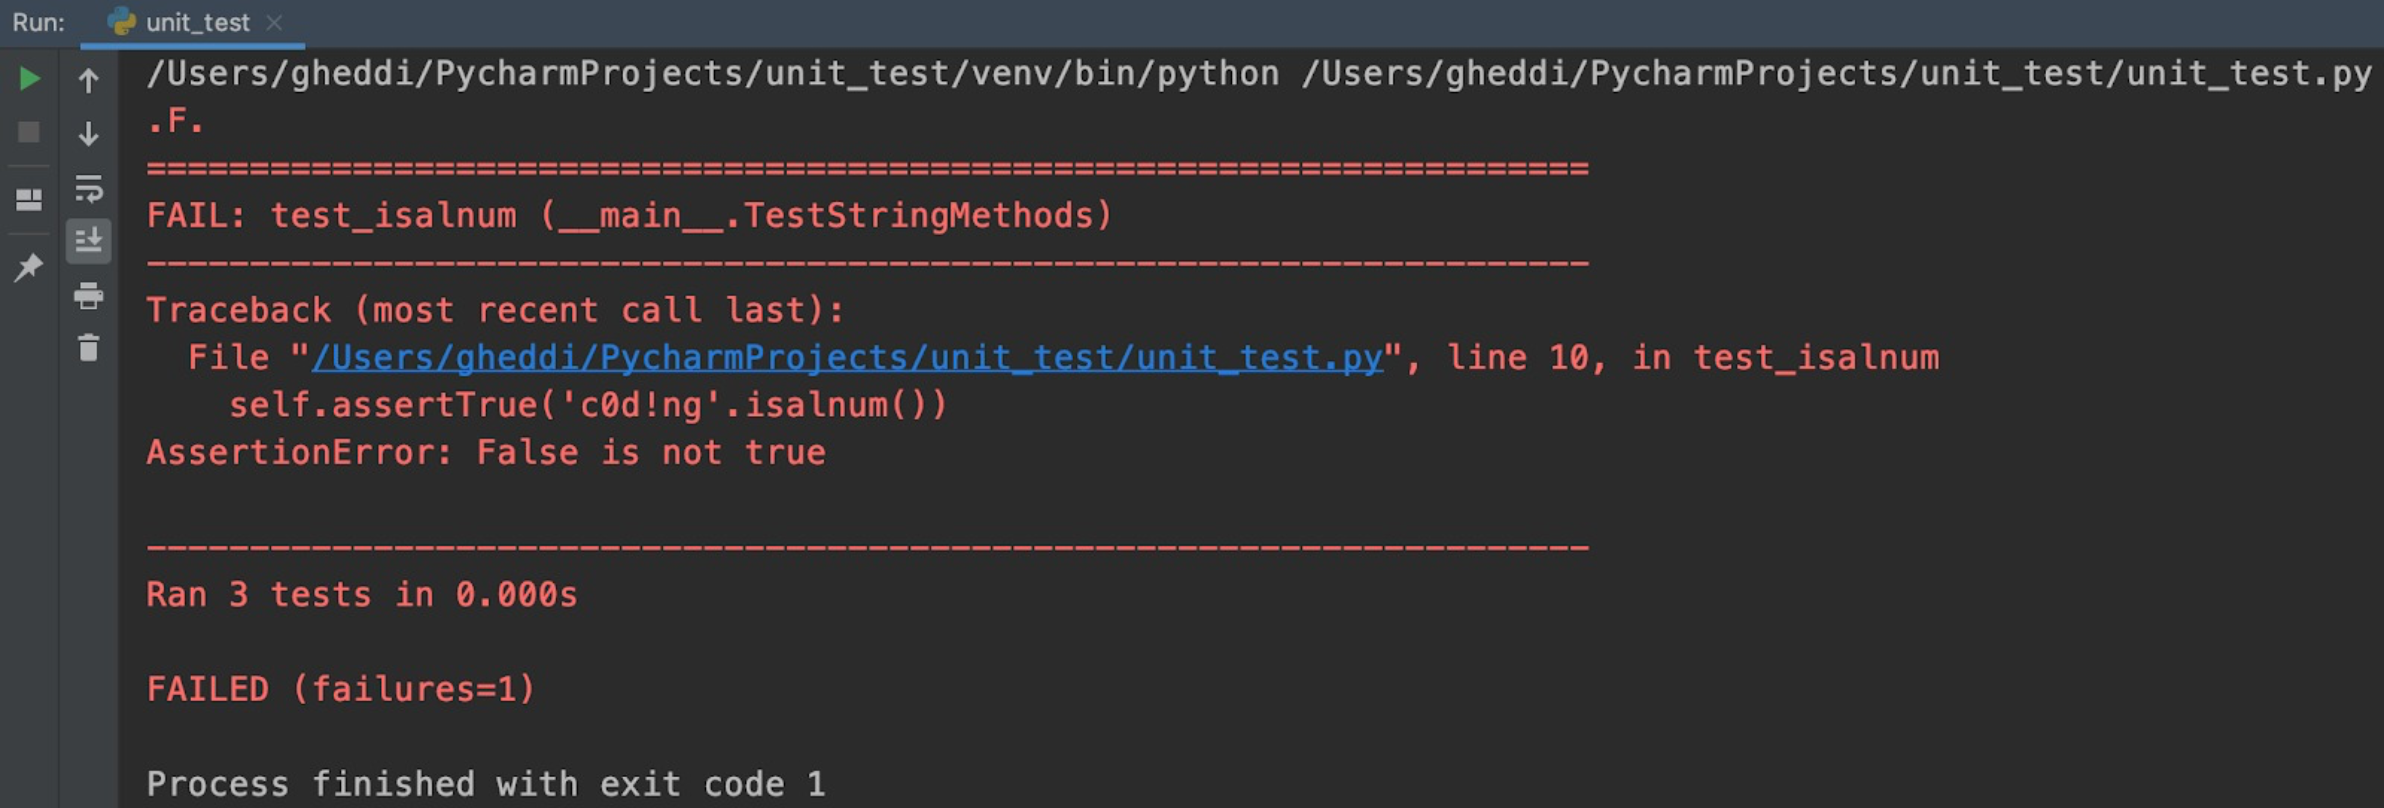 Run: unit_test
/Users/gheddi/PycharmProjects/unit_test/venv/bin/python /Users/gheddi/PycharmProjects/unit_test/unit_test.py
.F.
======================================================================
FAIL: test_isalnum (__main__.TestStringMethods)
----------------------------------------------------------------------
Traceback (most recent call last):
  File "/Users/gheddi/PycharmProjects/unit_test/unit_test.py", line 10, in test_isalnum
    self.assertTrue('c0d!ng'.isalnum())
AssertionError: False is not true
----------------------------------------------------------------------
Ran 3 tests in 0.000s
FAILED (failures=1)
Process finished with exit code 1